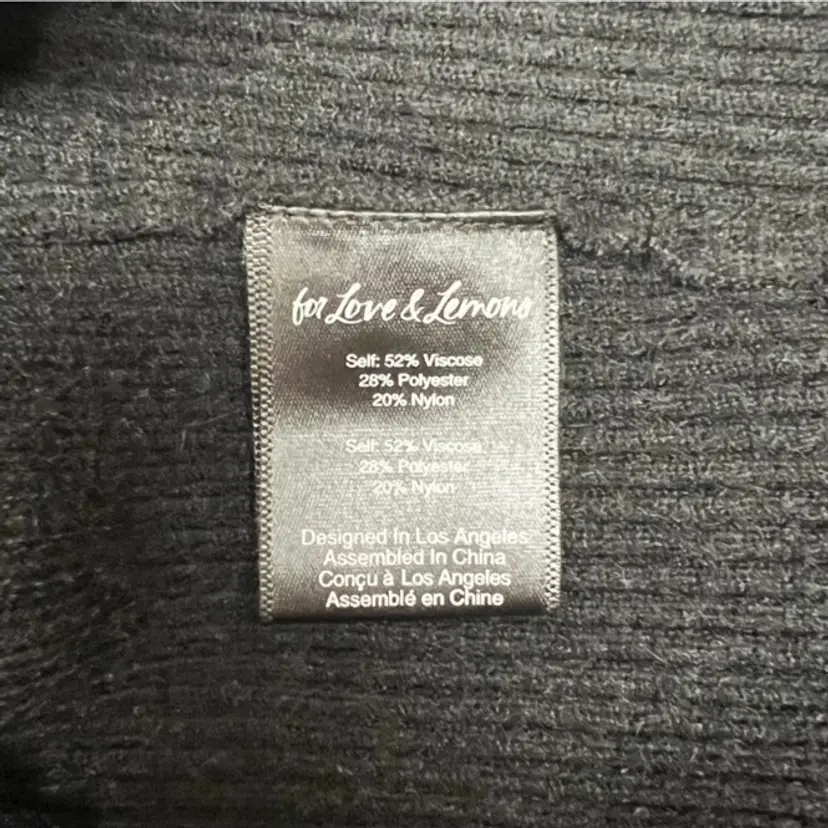 for Love & Lemons
Self: 52% Viscose
28% Polyester
20% Nylon
Self: 52% Viscose
28% Polyester
20% Nylon
Designed In Los Angeles
Assembled In China
Conçu à Los Angeles
Assemblé en Chine